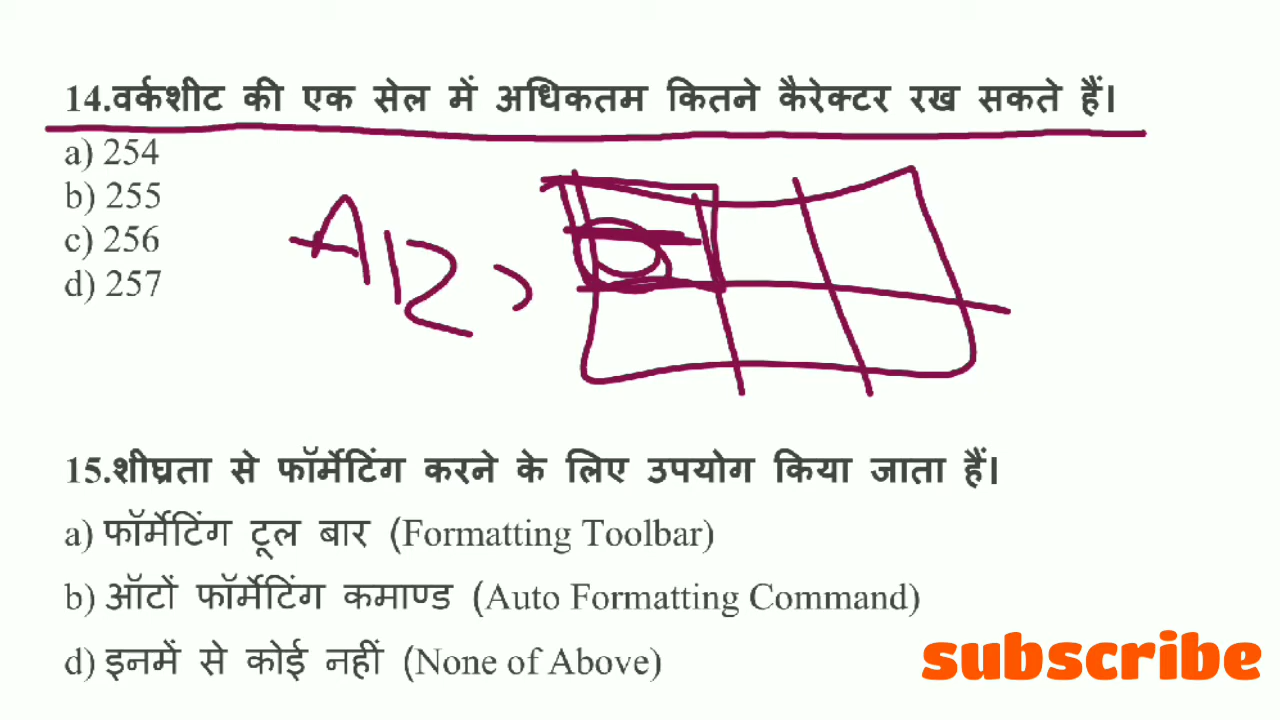 14.वर्कशीट की एक सेल में अधिकतम कितने कैरेक्टर रख सकते हैं।
a) 254
b) 255
c) 256
d) 257
A12
15.शीघ्रता से फॉर्मेटिंग करने के लिए उपयोग किया जाता हैं।
a) फॉर्मेटिंग टूल बार (Formatting Toolbar)
b) ऑटों फॉर्मेटिंग कमाण्ड (Auto Formatting Command)
d) इनमें से कोई नहीं (None of Above)
subscribe